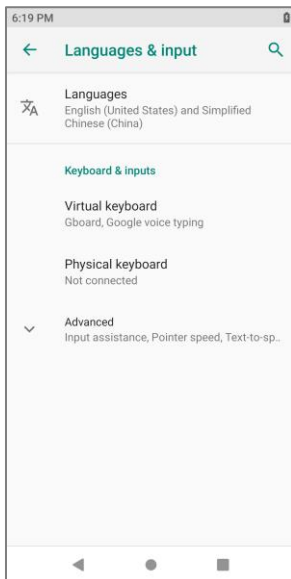 6:19 PM
Languages & input
Languages
English (United States) and Simplified
Chinese (China)
Keyboard & inputs
Virtual keyboard
Gboard, Google voice typing
Physical keyboard
Not connected
Advanced
Input assistance, Pointer speed, Text-to-sp..